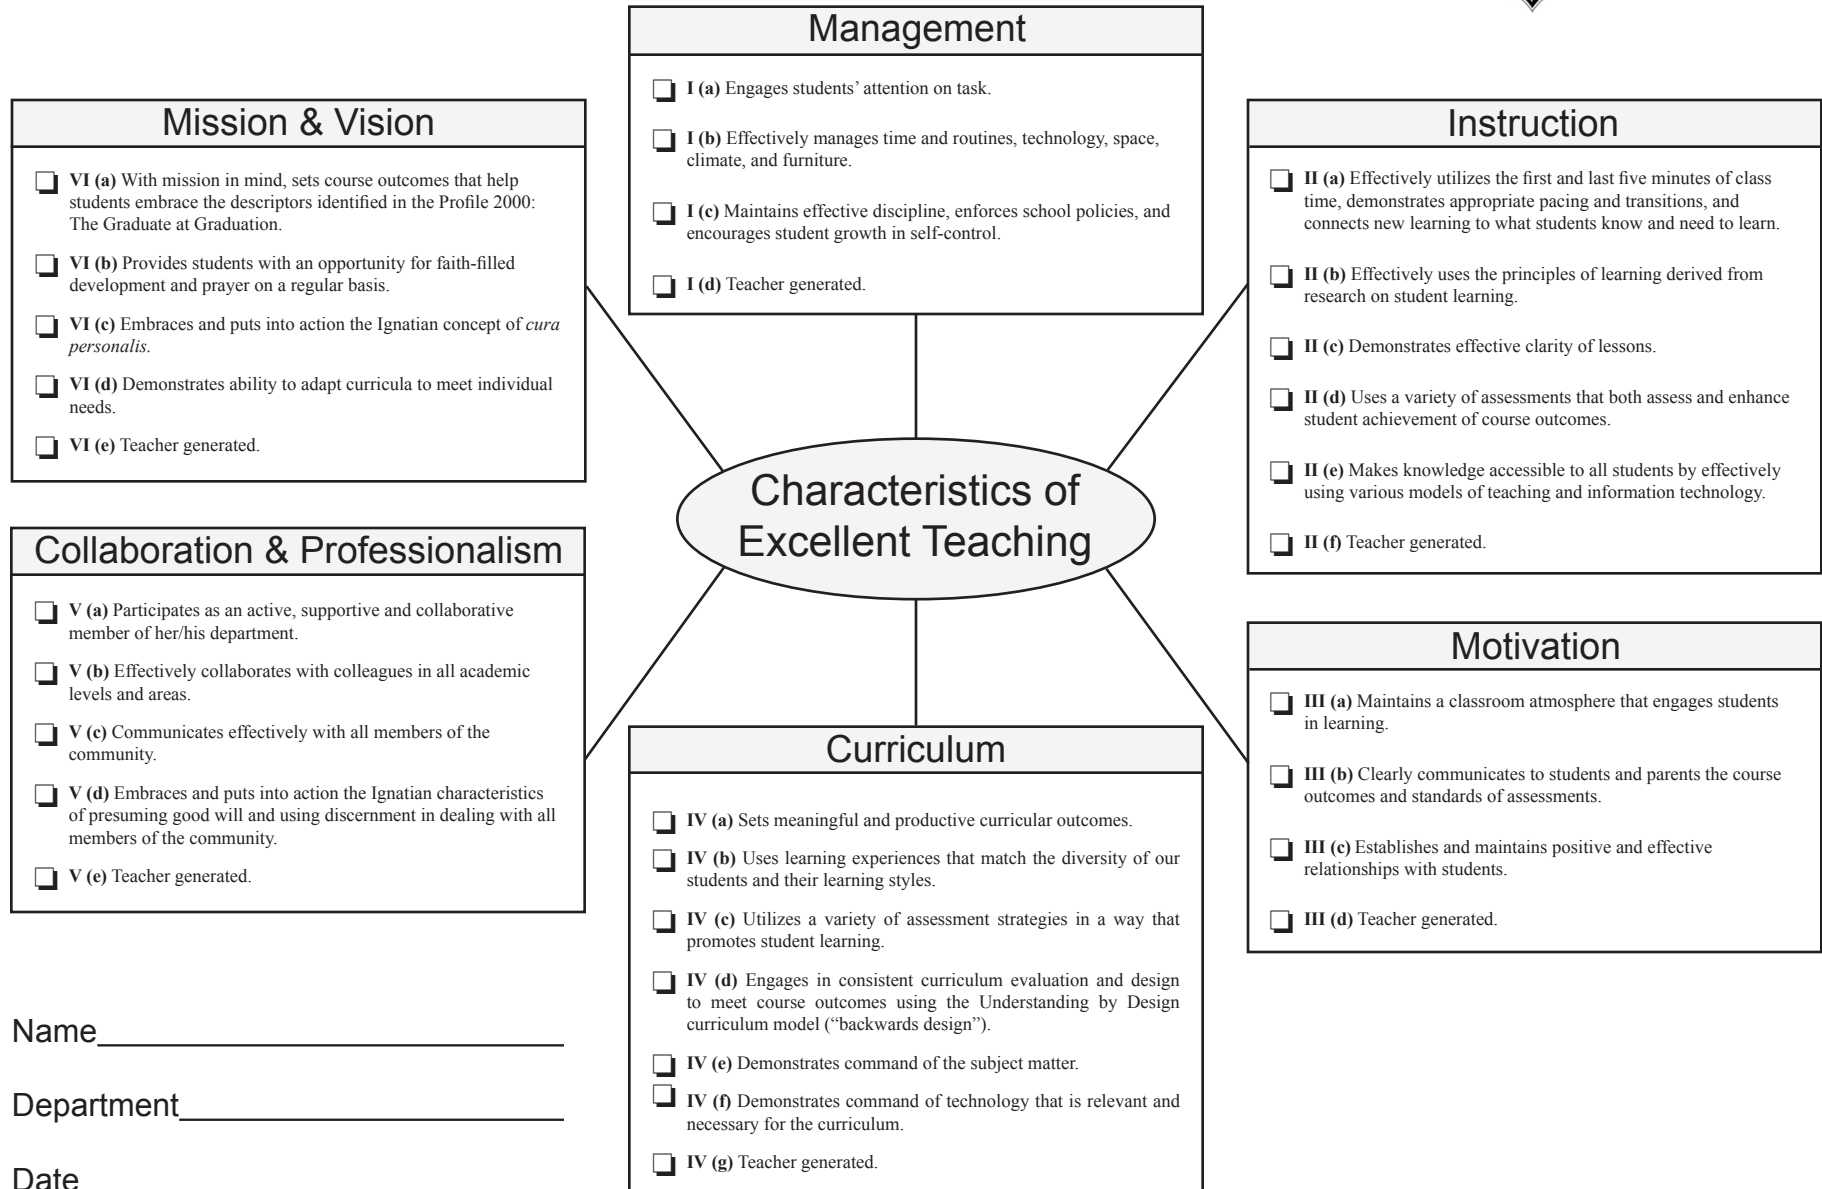 Management
I (a) Engages students’ attention on task.
I (b) Effectively manages time and routines, technology, space,
climate, and furniture.
I (c) Maintains effective discipline, enforces school policies, and
encourages student growth in self-control.
I (d) Teacher generated.
Mission & Vision
VI (a) With mission in mind, sets course outcomes that help
students embrace the descriptors identified in the Profile 2000:
The Graduate at Graduation.
VI (b) Provides students with an opportunity for faith-filled
development and prayer on a regular basis.
VI (c) Embraces and puts into action the Ignatian concept of cura
personalis.
VI (d) Demonstrates ability to adapt curricula to meet individual
needs.
VI (e) Teacher generated.
Instruction
II (a) Effectively utilizes the first and last five minutes of class
time, demonstrates appropriate pacing and transitions, and
connects new learning to what students know and need to learn.
II (b) Effectively uses the principles of learning derived from
research on student learning.
II (c) Demonstrates effective clarity of lessons.
II (d) Uses a variety of assessments that both assess and enhance
student achievement of course outcomes.
II (e) Makes knowledge accessible to all students by effectively
using various models of teaching and information technology.
II (f) Teacher generated.
Characteristics of
Excellent Teaching
Collaboration & Professionalism
V (a) Participates as an active, supportive and collaborative
member of her/his department.
V (b) Effectively collaborates with colleagues in all academic
levels and areas.
V (c) Communicates effectively with all members of the
community.
V (d) Embraces and puts into action the Ignatian characteristics
of presuming good will and using discernment in dealing with all
members of the community.
V (e) Teacher generated.
Motivation
III (a) Maintains a classroom atmosphere that engages students
in learning.
III (b) Clearly communicates to students and parents the course
outcomes and standards of assessments.
III (c) Establishes and maintains positive and effective
relationships with students.
III (d) Teacher generated.
Curriculum
IV (a) Sets meaningful and productive curricular outcomes.
IV (b) Uses learning experiences that match the diversity of our
students and their learning styles.
IV (c) Utilizes a variety of assessment strategies in a way that
promotes student learning.
IV (d) Engages in consistent curriculum evaluation and design
to meet course outcomes using the Understanding by Design
curriculum model (“backwards design”).
IV (e) Demonstrates command of the subject matter.
IV (f) Demonstrates command of technology that is relevant and
necessary for the curriculum.
IV (g) Teacher generated.
Name
Department
Date